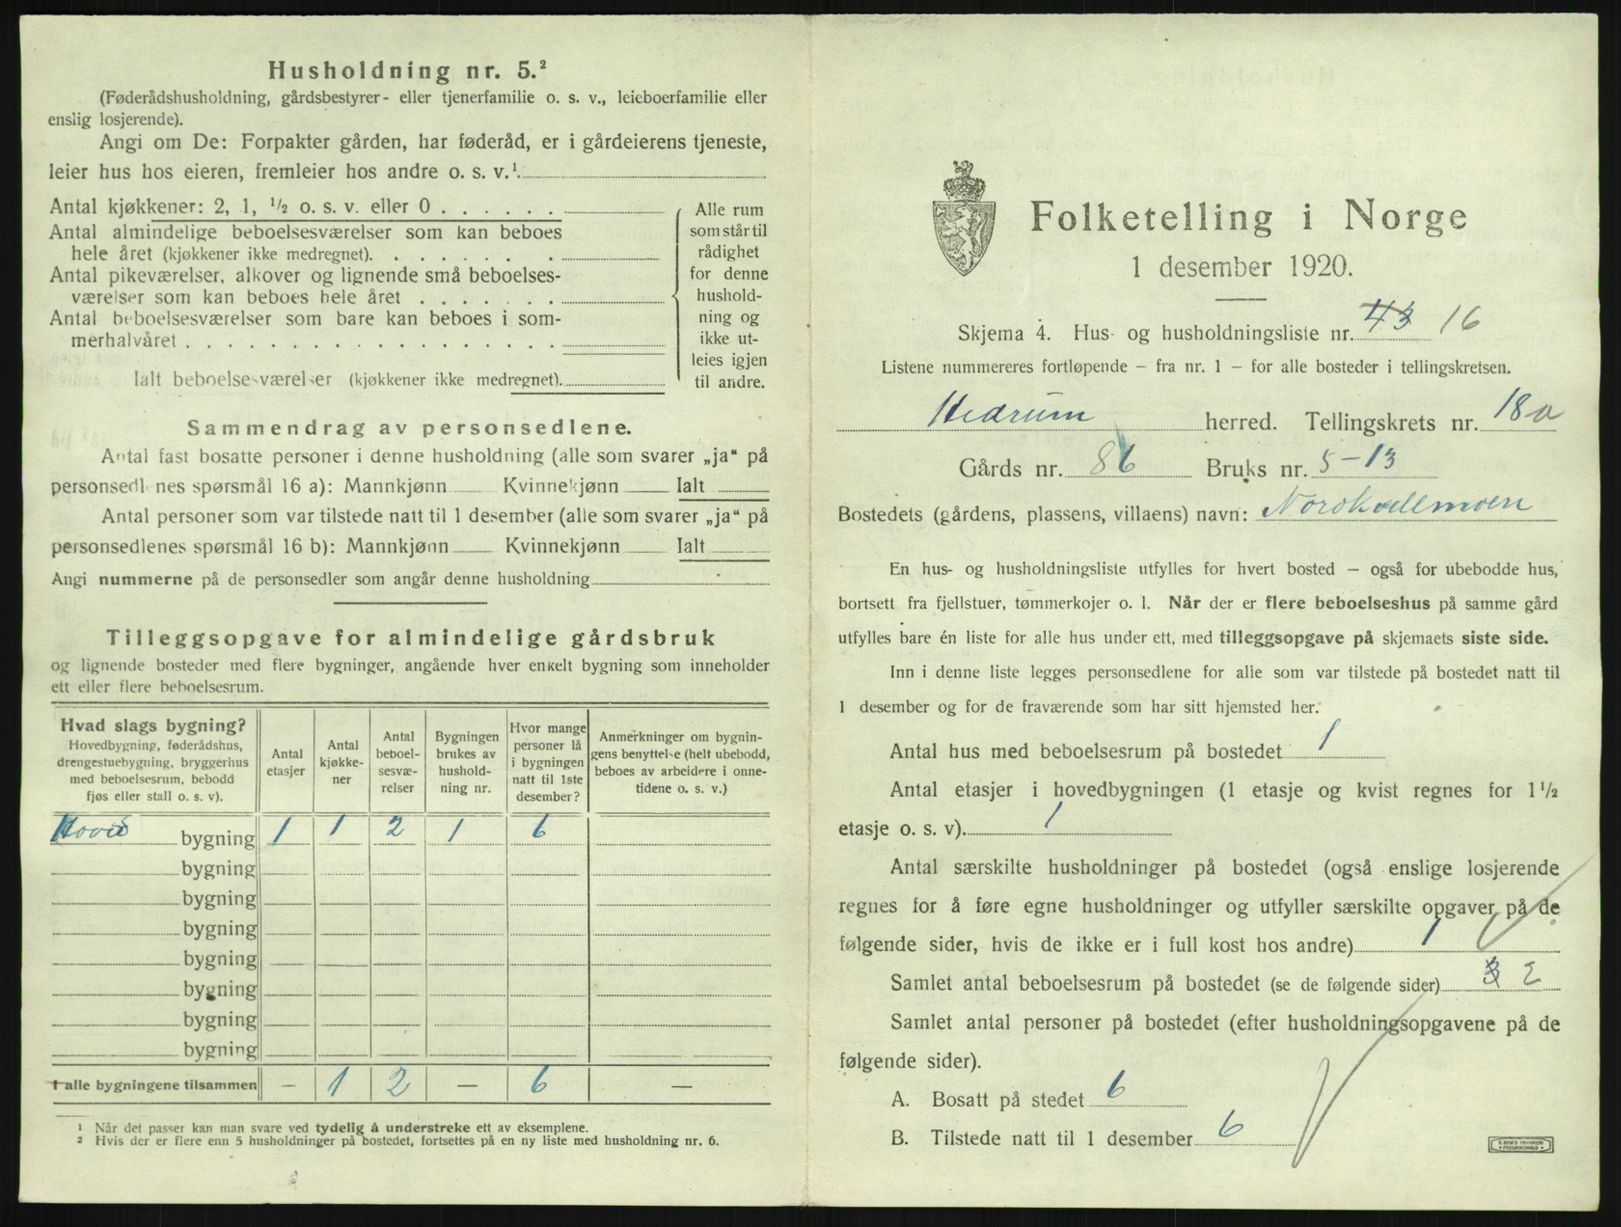 Husholdning nr. 5.²
(Føderådshusholdning, gårdsbestyrer- eller tjenerfamilie o. s. v., leieboerfamilie eller
enslig losjerende).
Angi om De: Forpakter gården, har føderåd, er i gårdeierens tjeneste,
leier hus hos eieren, fremleier hos andre o. s. v.¹
Antal kjøkkener: 2, 1, ½ o. s. v. eller 0
Antal almindelige beboelsesværelser som kan beboes
hele året (kjøkkener ikke medregnet).
Antal pikeværelser, alkover og lignende små beboelses-
værelser som kan beboes hele året
Antal beboelsesværelser som bare kan beboes i som-
merhalvåret
Ialt beboelsesværelser (kjøkkener ikke medregnet).
Alle rum
som står til
rådighet
for denne
hushold-
ning og
ikke ut-
leies igjen
til andre.
Sammendrag av personsedlene.
Antal fast bosatte personer i denne husholdning (alle som svarer „ja“ på
personsedlenes spørsmål 16 a): Mannkjønn Kvinnekjønn Ialt
Antal personer som var tilstede natt til 1 desember (alle som svarer „ja“ på
personsedlenes spørsmål 16 b): Mannkjønn Kvinnekjønn Ialt
Angi nummerne på de personsedler som angår denne husholdning
Tilleggsopgave for almindelige gårdsbruk
og lignende bosteder med flere bygninger, angående hver enkelt bygning som inneholder
ett eller flere beboelsesrum.
Hvad slags bygning?
Hovedbygning, føderådshus,
drengestuebygning, bryggerhus
med beboelsesrum, bebodd
fjøs eller stall o. s. v).
Antal
etasjer
Antal
kjøkke-
ner
Antal
beboel-
sesvæ-
relser
Bygningen
brukes av
hushold-
ning nr.
Hvor mange
personer lå
i bygningen
natt til 1ste
desember?
Anmerkninger om bygnin-
gens benyttelse (helt ubebodd,
beboes av arbeidere i onne-
tidene o. s. v.)
Hoved bygning 1 1 2 1 6
bygning
bygning
bygning
bygning
bygning
bygning
bygning
I alle bygningene tilsammen – 1 2 – 6 –
¹ Når det passer kan man svare ved tydelig å understreke ett av eksemplene.
² Hvis der er flere enn 5 husholdninger på bostedet, fortsettes på en ny liste med husholdning nr. 6.
Folketelling i Norge
1 desember 1920.
Skjema 4. Hus- og husholdningsliste nr. 43 16
Listene nummereres fortløpende – fra nr. 1 – for alle bosteder i tellingskretsen.
Hedrum herred. Tellingskrets nr. 18a
Gårds nr. 86 Bruks nr. 5-13
Bostedets (gårdens, plassens, villaens) navn: Nordkvellmoen
En hus- og husholdningsliste utfylles for hvert bosted – også for ubebodde hus,
bortsett fra fjellstuer, tømmerkojer o. l. Når der er flere beboelseshus på samme gård
utfylles bare én liste for alle hus under ett, med tilleggsopgave på skjemaets siste side.
Inn i denne liste legges personsedlene for alle som var tilstede på bostedet natt til
1 desember og for de fraværende som har sitt hjemsted her.
Antal hus med beboelsesrum på bostedet 1
Antal etasjer i hovedbygningen (1 etasje og kvist regnes for 1½
etasje o. s. v). 1
Antal særskilte husholdninger på bostedet (også enslige losjerende
regnes for å føre egne husholdninger og utfyller særskilte opgaver på de
følgende sider, hvis de ikke er i full kost hos andre) 1
Samlet antal beboelsesrum på bostedet (se de følgende sider) 3 2
Samlet antal personer på bostedet (efter husholdningsopgavene på de
følgende sider).
A. Bosatt på stedet 6
B. Tilstede natt til 1 desember 6